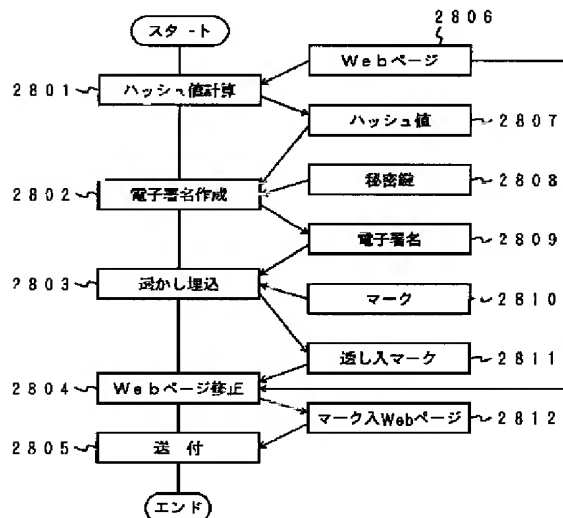 2806
スタート
Webページ
2801
ハッシュ値計算
ハッシュ値
2807
秘密鍵
2808
2802
電子署名作成
電子署名
2809
2803
透かし埋込
マーク
2810
透し入マーク
2811
2804
Webページ修正
マーク入Webページ
2812
2805
送 付
エンド